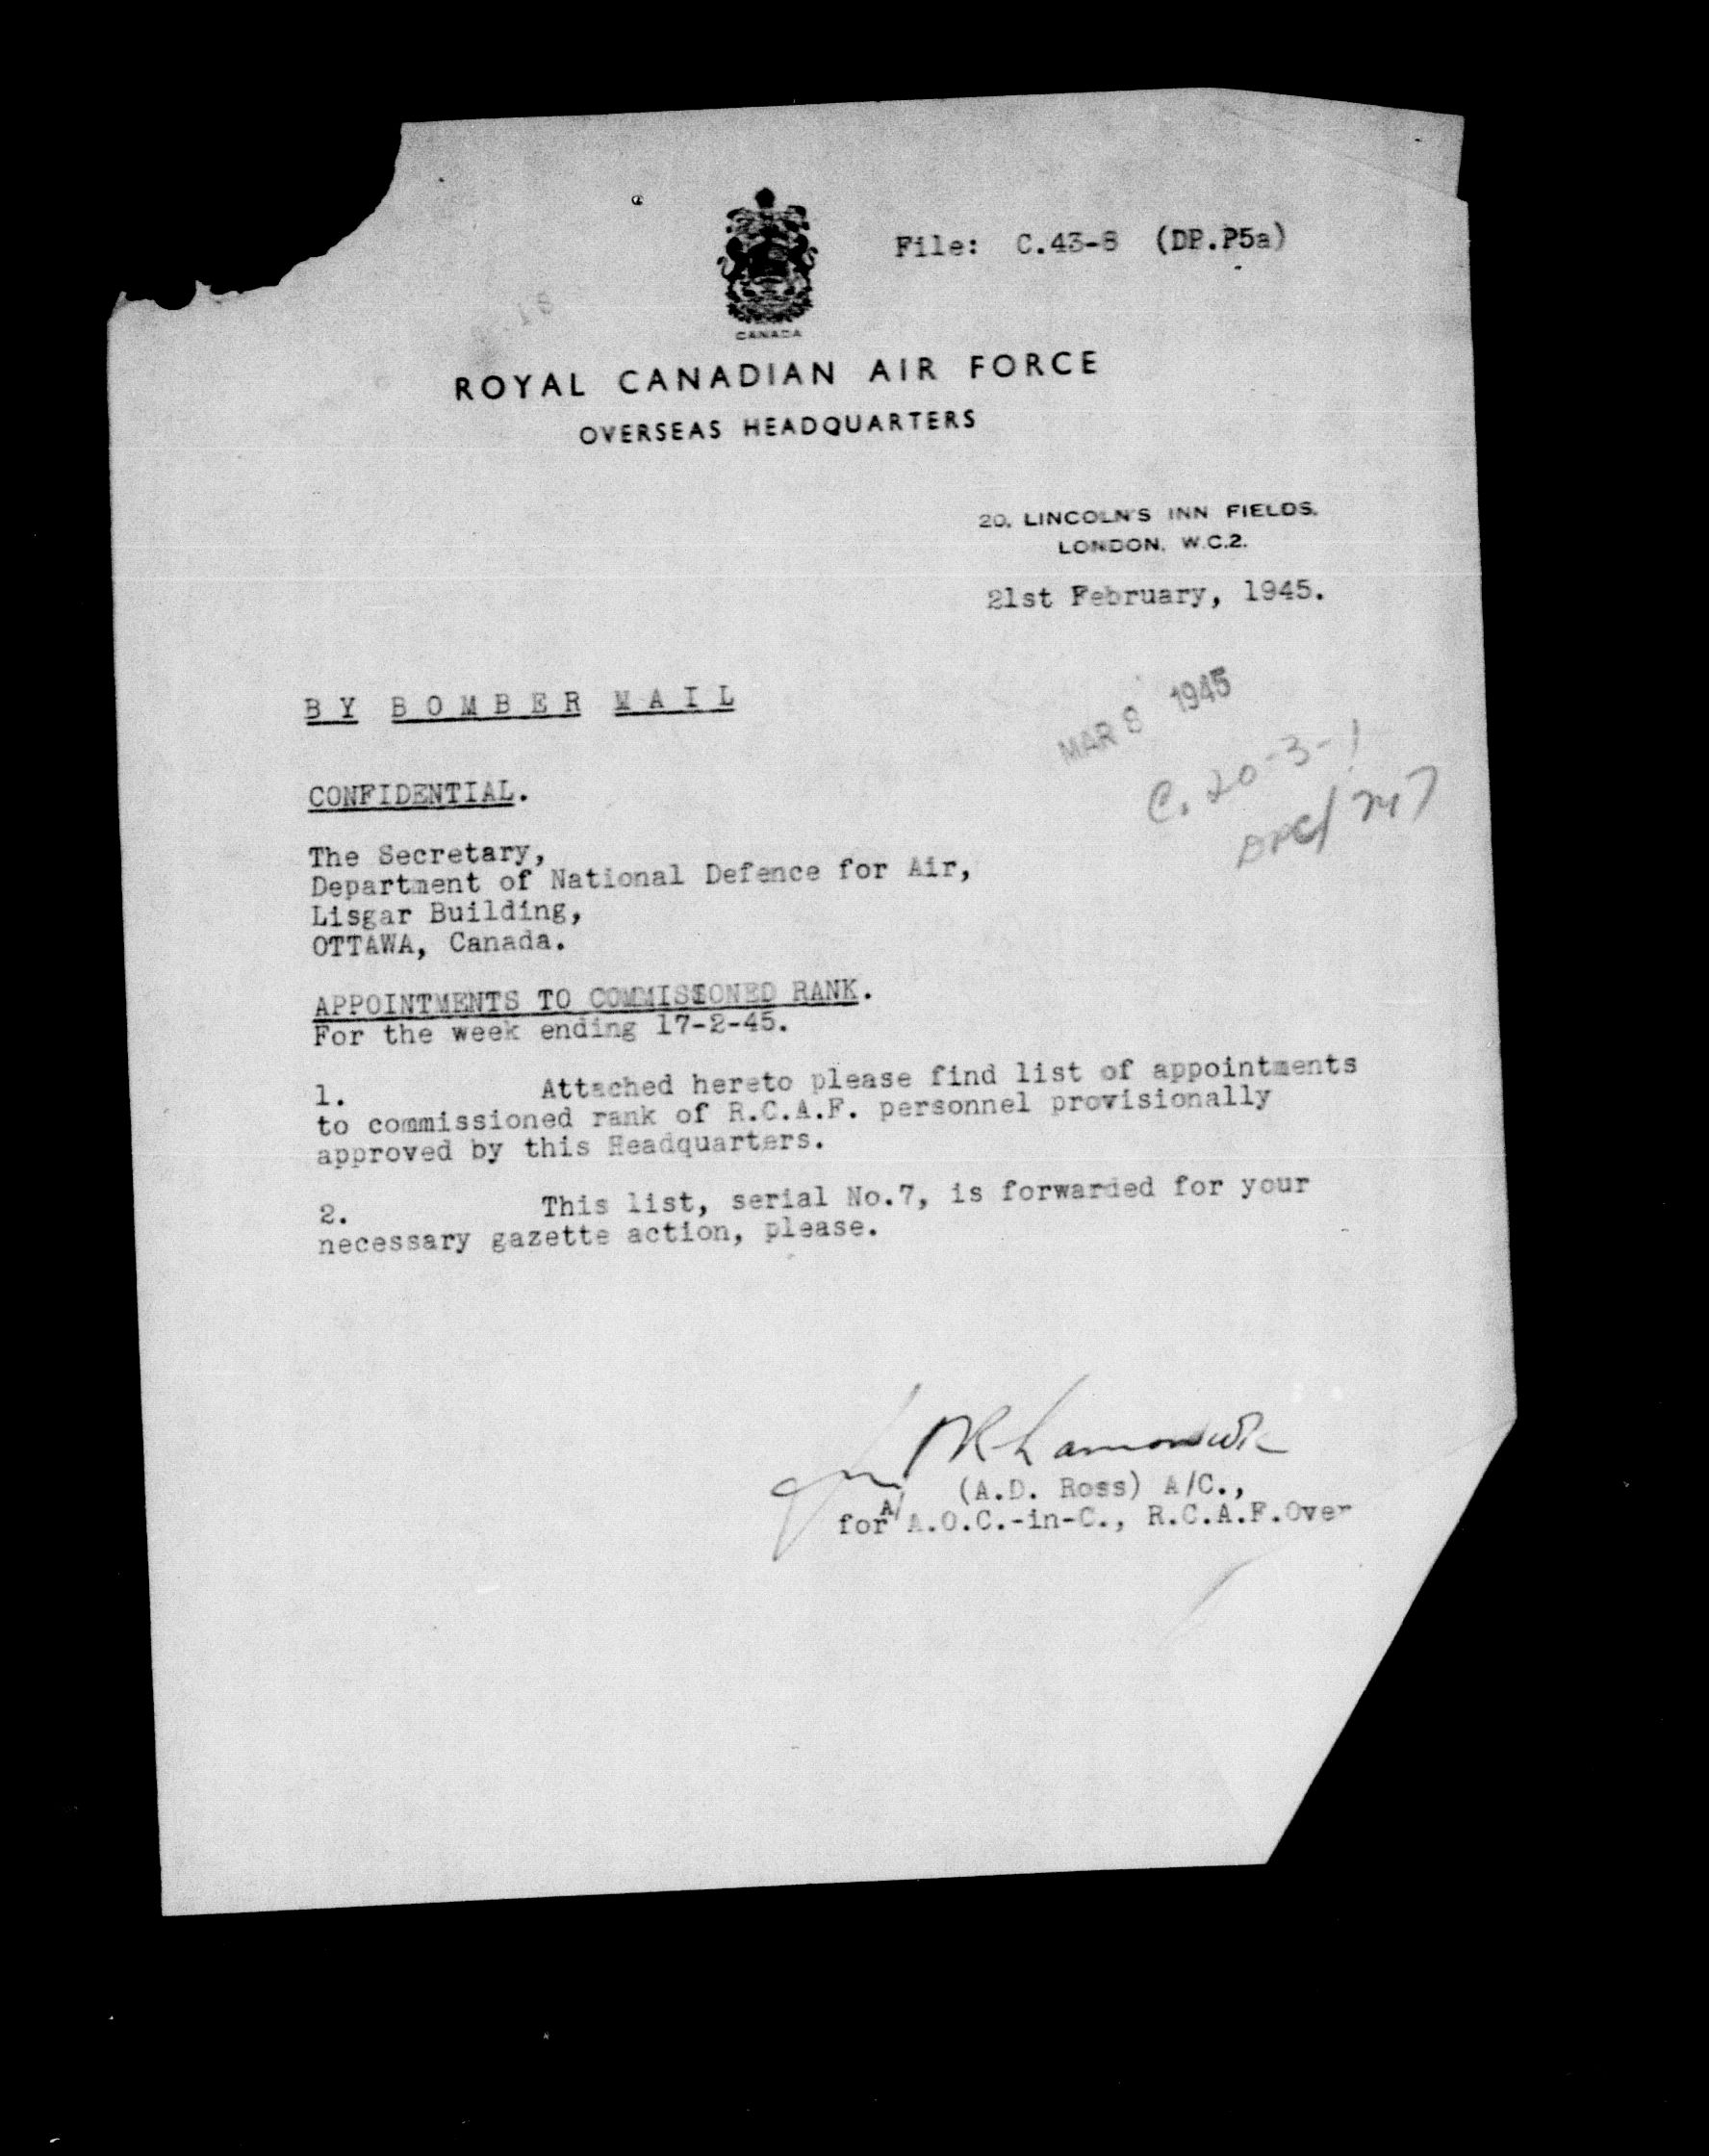 File: C.43-8 (DP.P5a)
CANADA
ROYAL CANADIAN AIR FORCE
OVERSEAS HEADQUARTERS
20, LINCOLN'S INN FIELDS,
LONDON, W.C.2.
21st February, 1945.
BY BOMBER MAIL
MAR 8 1945
C. 20-3-1
CONFIDENTIAL.
The Secretary,
Department of National Defence for Air,
Lisgar Building,
OTTAWA, Canada.
APPOINTMENTS TO COMMISSIONED RANK.
For the week ending 17-2-45.
1. Attached hereto please find list of appointments
to commissioned rank of R.C.A.F. personnel provisionally
approved by this Headquarters.
2. This list, serial No.7, is forwarded for your
necessary gazette action, please.
(A.D. Ross) A/C.,
for A/ A.O.C.-in-C., R.C.A.F.Over